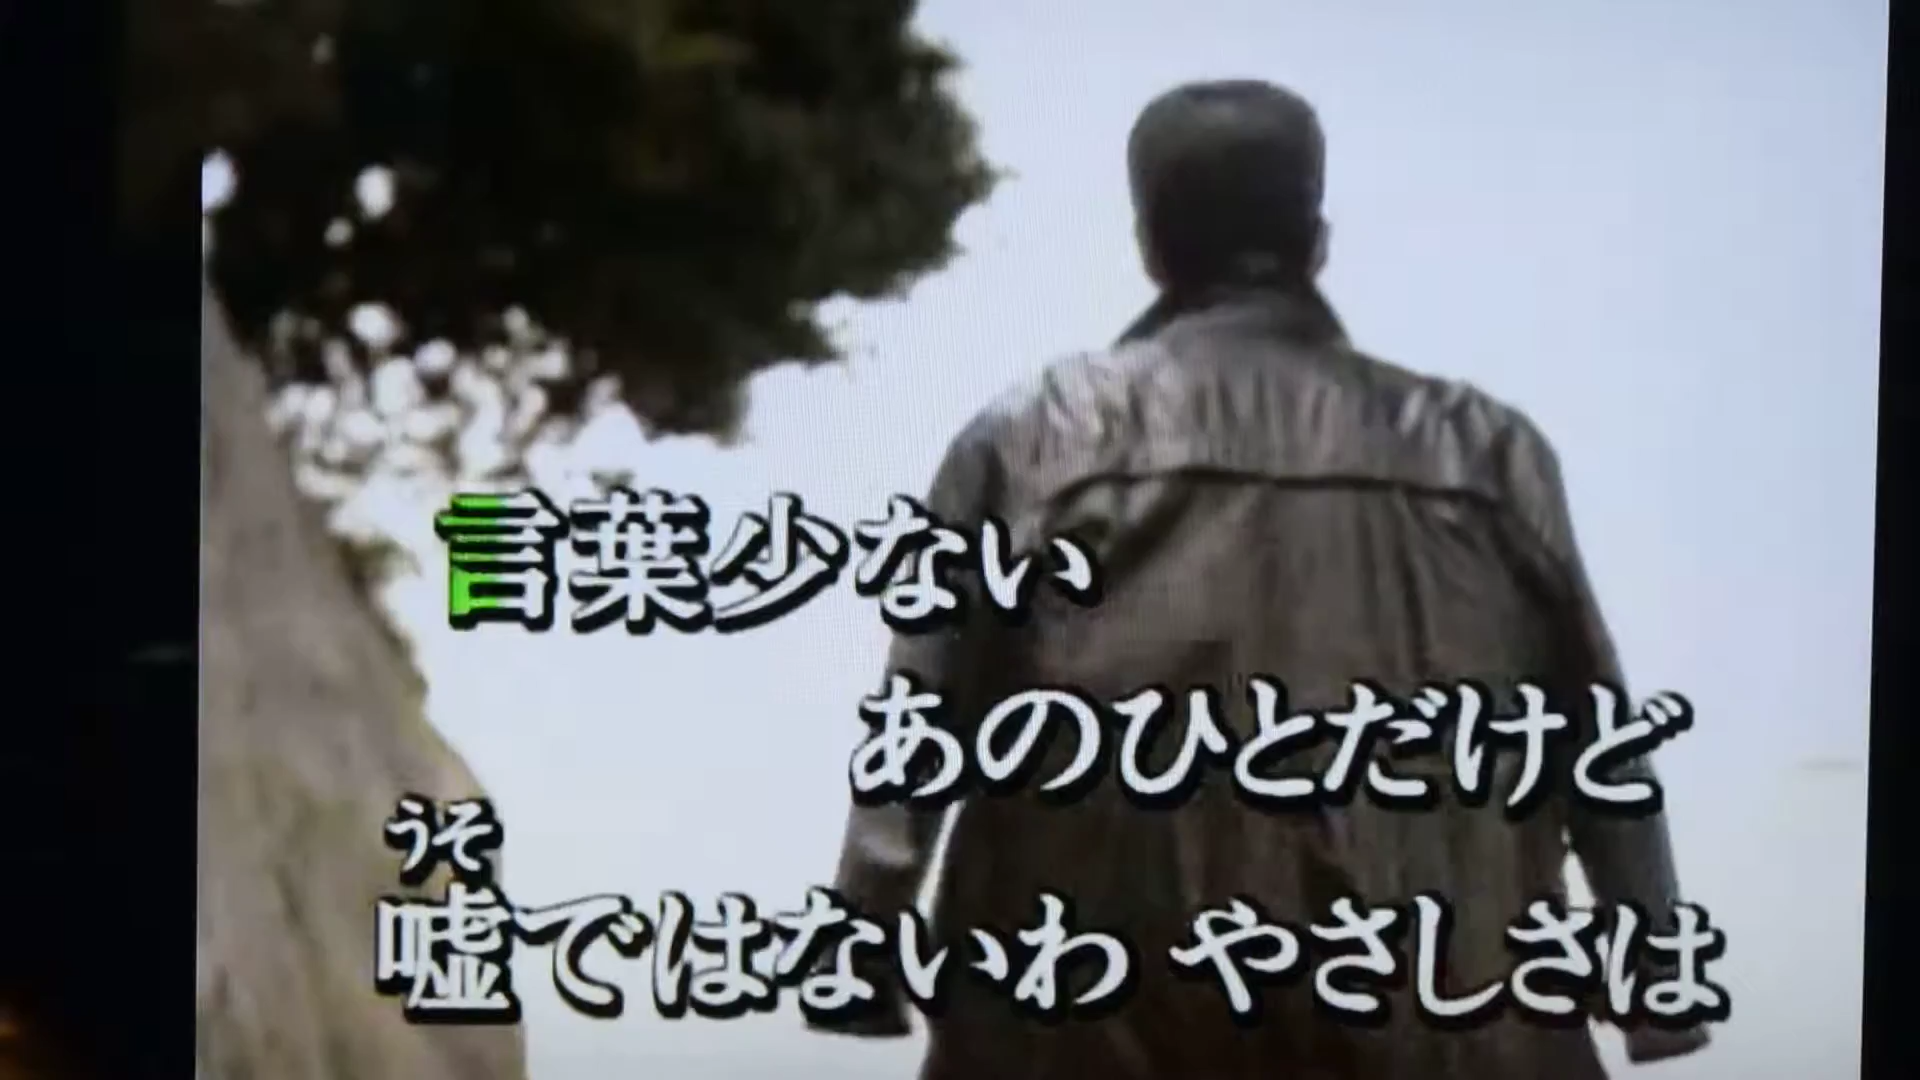 言葉少ない
あのひとだけど
うそ
嘘ではないわ やさしさは